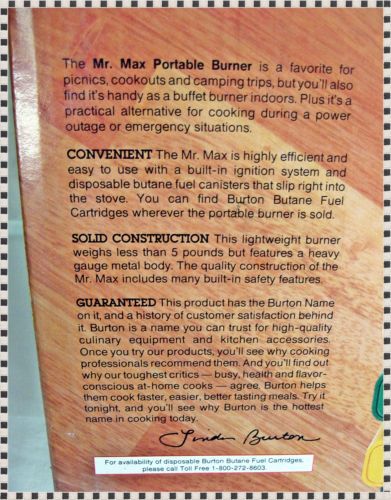 The Mr. Max Portable Burner is a favorite for
picnics, cookouts and camping trips, but you'll also
find it's handy as a buffet burner indoors. Plus it's a
practical alternative for cooking during a power
outage or emergency situations.
CONVENIENT The Mr. Max is highly efficient and
easy to use with a built-in ignition system and
disposable butane fuel canisters that slip right into
the stove. You can find Burton Butane Fuel
Cartridges wherever the portable burner is sold.
SOLID CONSTRUCTION This lightweight burner
weighs less than 5 pounds but features a heavy
gauge metal body. The quality construction of the
Mr. Max includes many built-in safety features.
GUARANTEED This product has the Burton Name
on it, and a history of customer satisfaction behind
it. Burton is a name you can trust for high-quality
culinary equipment and kitchen accessories.
Once you try our products, you'll see why cooking
professionals recommend them. And you'll find out
why our toughest critics — busy, health and flavor-
conscious at-home cooks — agree. Burton helps
them cook faster, easier, better tasting meals. Try it
tonight, and you'll see why Burton is the hottest
name in cooking today.
Linda Burton
For availability of disposable Burton Butane Fuel Cartridges,
please call Toll Free 1-800-272-8603.